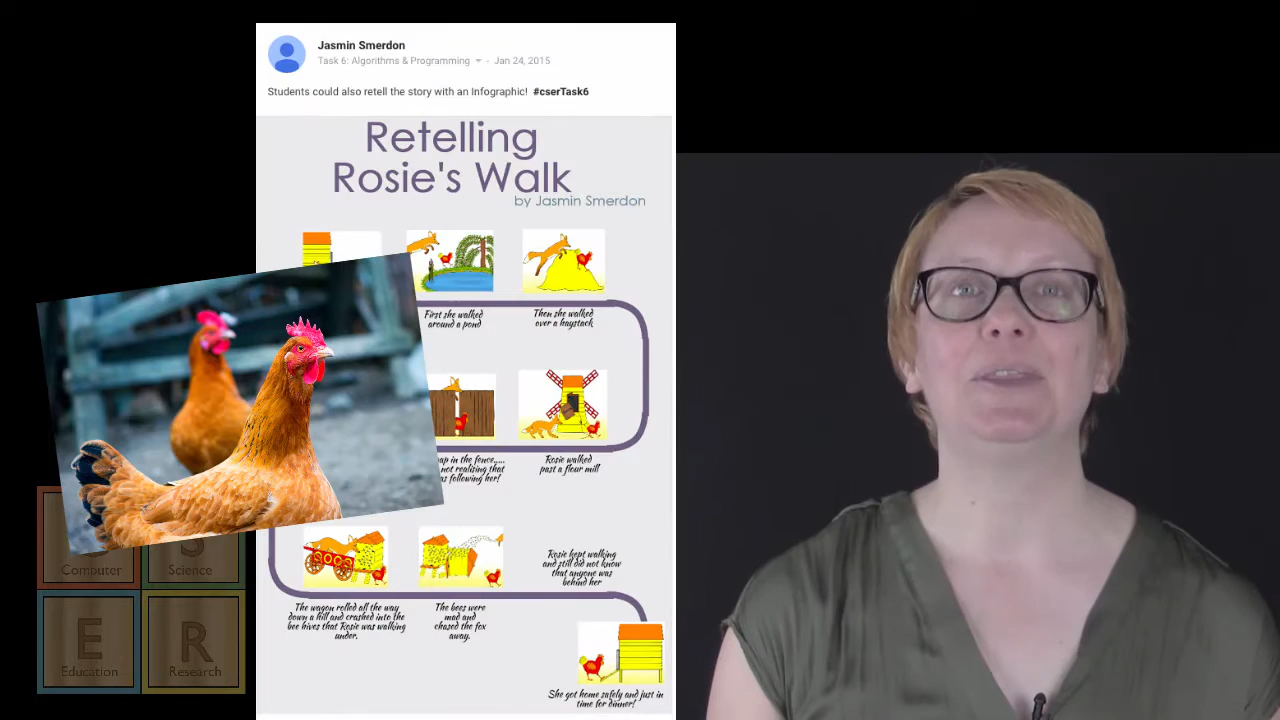 Jasmin Smerdon
Task 6: Algorithms & Programming - Jan 24, 2015
Students could also retell the story with an Infographic! #cserTask6
Retelling
Rosie's Walk
by Jasmin Smerdon
First she walked
around a pond
Then she walked
over a haystack
ap in the fence.....
not realising that
as following her!
Rosie walked
past a flour mill
Rosie kept walking
and still did not know
that anyone was
behind her
The wagon rolled all the way
down a hill and crashed into the
bee hives that Rosie was walking
under.
The bees were
mad and
chased the fox
away.
She got home safely and just in
time for dinner!
S
Computer
Science
E
Education
R
Research